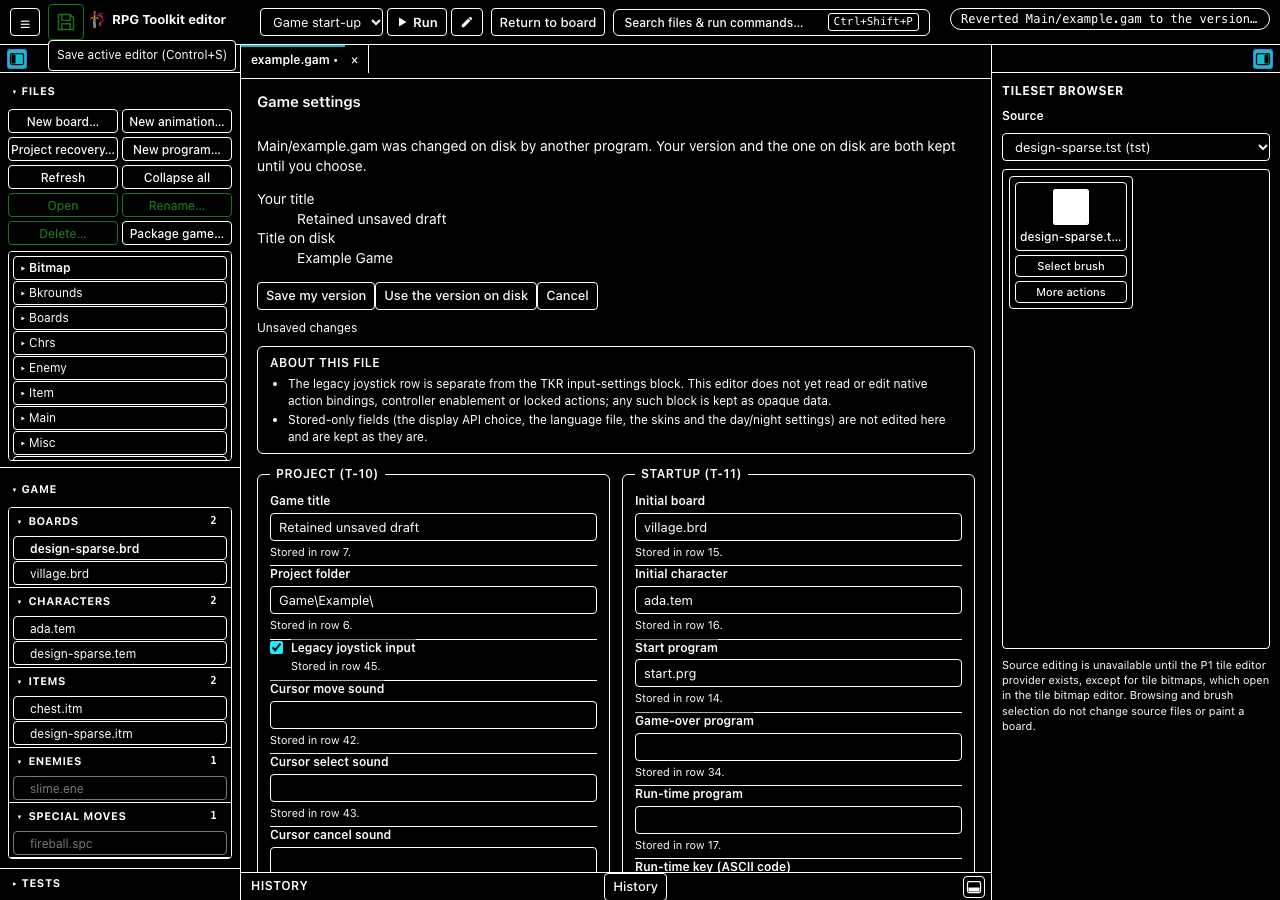 RPG Toolkit editor
Game start-up
Run
Return to board
Search files & run commands...
Ctrl+Shift+P
Reverted Main/example.gam to the version…
Save active editor (Control+S)
example.gam •
×
FILES
New board...
New animation...
Project recovery...
New program...
Refresh
Collapse all
Open
Rename...
Delete...
Package game...
Bitmap
Bkrounds
Boards
Chrs
Enemy
Item
Main
Misc
GAME
BOARDS 2
design-sparse.brd
village.brd
CHARACTERS 2
ada.tem
design-sparse.tem
ITEMS 2
chest.itm
design-sparse.itm
ENEMIES 1
slime.ene
SPECIAL MOVES 1
fireball.spc
TESTS
Game settings
Main/example.gam was changed on disk by another program. Your version and the one on disk are both kept
until you choose.
Your title
Retained unsaved draft
Title on disk
Example Game
Save my version
Use the version on disk
Cancel
Unsaved changes
ABOUT THIS FILE
• The legacy joystick row is separate from the TKR input-settings block. This editor does not yet read or edit native
action bindings, controller enablement or locked actions; any such block is kept as opaque data.
• Stored-only fields (the display API choice, the language file, the skins and the day/night settings) are not edited here
and are kept as they are.
PROJECT (T-10)
Game title
Retained unsaved draft
Stored in row 7.
Project folder
Game\Example\
Stored in row 6.
Legacy joystick input
Stored in row 45.
Cursor move sound
Stored in row 42.
Cursor select sound
Stored in row 43.
Cursor cancel sound
STARTUP (T-11)
Initial board
village.brd
Stored in row 15.
Initial character
ada.tem
Stored in row 16.
Start program
start.prg
Stored in row 14.
Game-over program
Stored in row 34.
Run-time program
Stored in row 17.
Run-time key (ASCII code)
HISTORY
History
TILESET BROWSER
Source
design-sparse.tst (tst)
design-sparse.t...
Select brush
More actions
Source editing is unavailable until the P1 tile editor
provider exists, except for tile bitmaps, which open
in the tile bitmap editor. Browsing and brush
selection do not change source files or paint a
board.